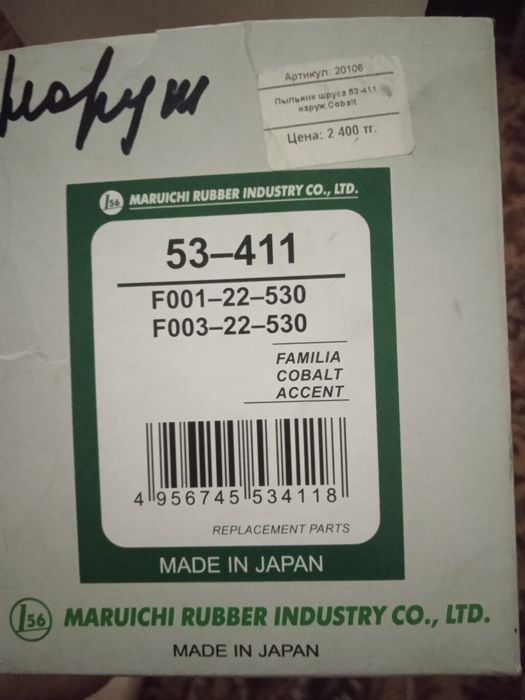 наруж
Артикул: 20106
Пыльник шруса 53-411
наруж.Cobalt
Цена: 2 400 тг.
156 MARUICHI RUBBER INDUSTRY CO., LTD.
53-411
F001-22-530
F003-22-530
FAMILIA
COBALT
ACCENT
4 956745 534118
REPLACEMENT PARTS
MADE IN JAPAN
156 MARUICHI RUBBER INDUSTRY CO., LTD.
MADE IN JAPAN